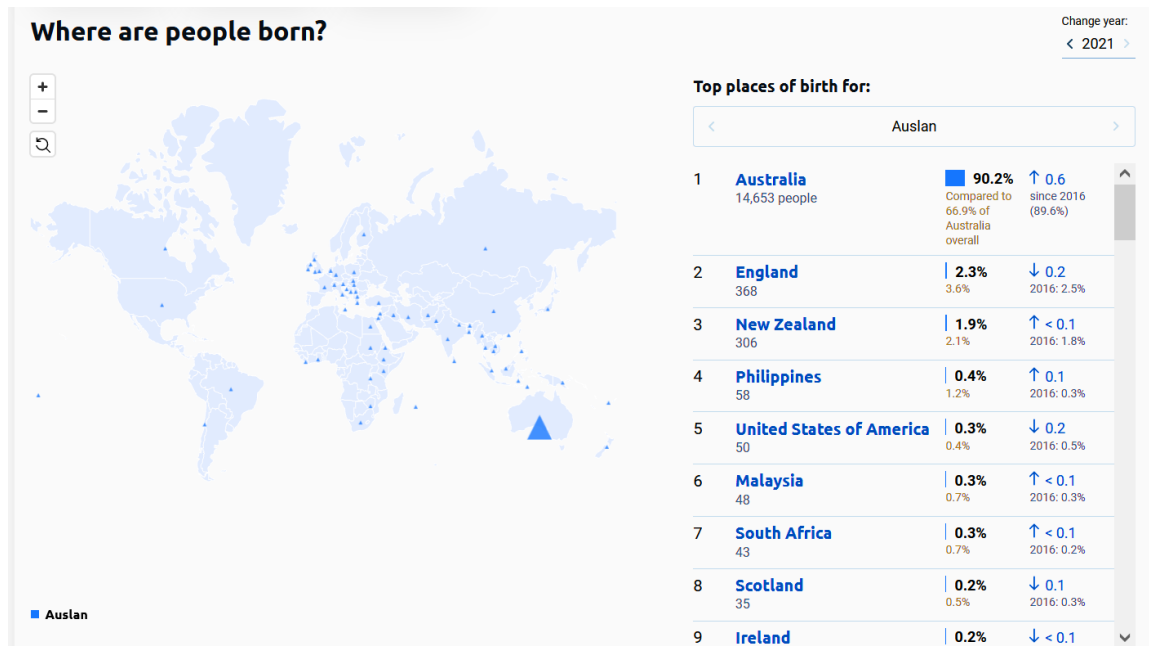 Where are people born?
Change year:
2021
Top places of birth for:
Auslan
1
Australia
14,653 people
90.2%
Compared to
66.9% of
Australia
overall
↑ 0.6
since 2016
(89.6%)
2
England
368
2.3%
3.6%
↓ 0.2
2016: 2.5%
3
New Zealand
306
1.9%
2.1%
↑ < 0.1
2016: 1.8%
4
Philippines
58
0.4%
1.2%
↑ 0.1
2016: 0.3%
5
United States of America
50
0.3%
0.4%
↓ 0.2
2016: 0.5%
6
Malaysia
48
0.3%
0.7%
↑ < 0.1
2016: 0.3%
7
South Africa
43
0.3%
0.7%
↑ < 0.1
2016: 0.2%
8
Scotland
35
0.2%
0.5%
↓ 0.1
2016: 0.3%
9
Ireland
0.2%
↓ < 0.1
Auslan